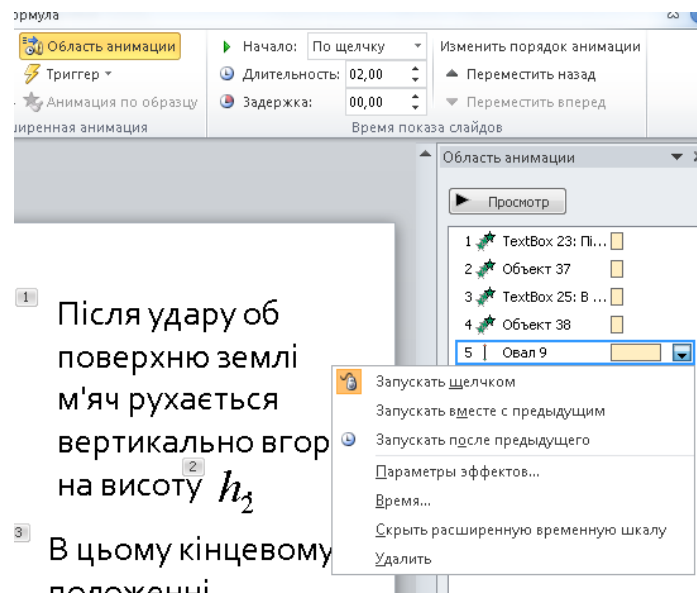 ормула
Область анимации
Начало: По щелчку
Изменить порядок анимации
Триггер
Длительность: 02,00
Переместить назад
Анимация по образцу
Задержка: 00,00
Переместить вперед
ширенная анимация
Время показа слайдов
Область анимации
Просмотр
1 TextBox 23: Пі...
2 Объект 37
3 TextBox 25: В ...
4 Объект 38
5 Овал 9
Запускать щелчком
Запускать вместе с предыдущим
Запускать после предыдущего
Параметры эффектов...
Время...
Скрыть расширенную временную шкалу
Удалить
1
Після удару об
поверхню землі
м'яч рухається
вертикально вгор
2
на висоту h2
3
В цьому кінцевому
положенні